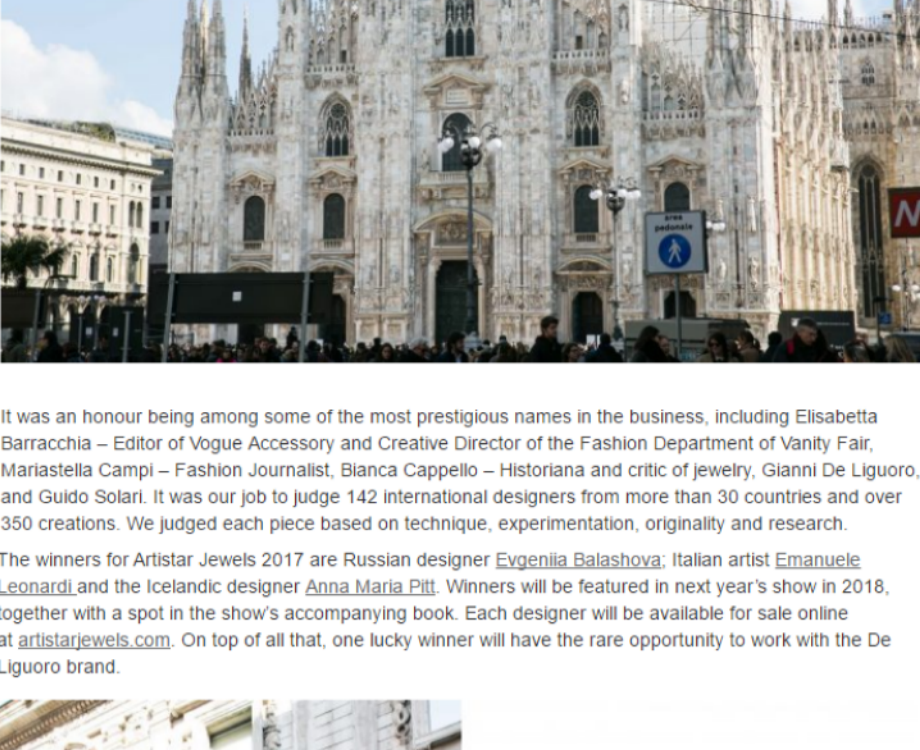 area
pedonale
M
It was an honour being among some of the most prestigious names in the business, including Elisabetta
Barracchia – Editor of Vogue Accessory and Creative Director of the Fashion Department of Vanity Fair,
Mariastella Campi – Fashion Journalist, Bianca Cappello – Historiana and critic of jewelry, Gianni De Liguoro,
and Guido Solari. It was our job to judge 142 international designers from more than 30 countries and over
350 creations. We judged each piece based on technique, experimentation, originality and research.
The winners for Artistar Jewels 2017 are Russian designer Evgeniia Balashova; Italian artist Emanuele
Leonardi and the Icelandic designer Anna Maria Pitt. Winners will be featured in next year's show in 2018,
together with a spot in the show's accompanying book. Each designer will be available for sale online
at artistarjewels.com. On top of all that, one lucky winner will have the rare opportunity to work with the De
Liguoro brand.